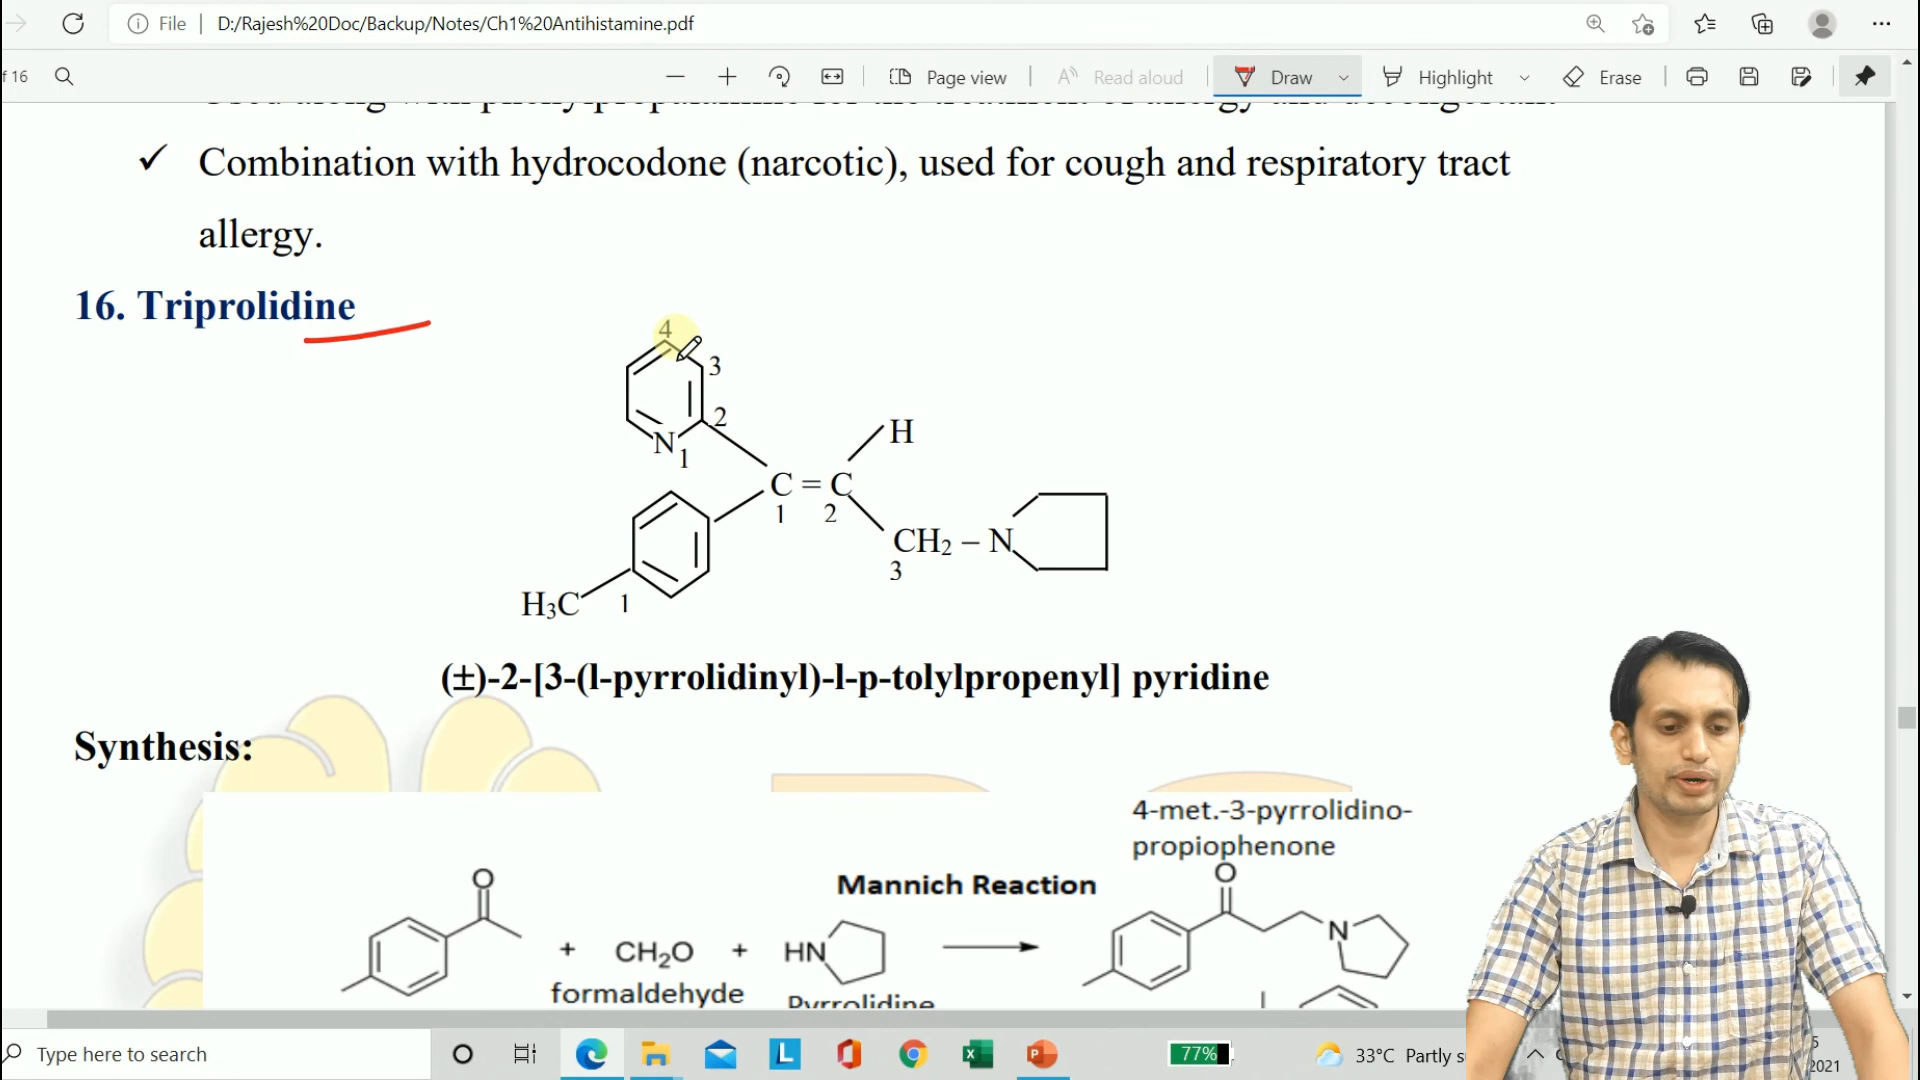 File D:/Rajesh%20Doc/Backup/Notes/Ch1%20Antihistamine.pdf
f 16 Page view Read aloud Draw Highlight Erase
✓ Combination with hydrocodone (narcotic), used for cough and respiratory tract
allergy.
16. Triprolidine
4
3
2
N
1
H
C = C
1 2
CH2 – N
3
H3C 1
(±)-2-[3-(l-pyrrolidinyl)-l-p-tolylpropenyl] pyridine
Synthesis:
4-met.-3-pyrrolidino-
propiophenone
O
O
Mannich Reaction
N
+ CH2O + HN
formaldehyde Pyrrolidine
Type here to search
77%
33°C Partly
2021